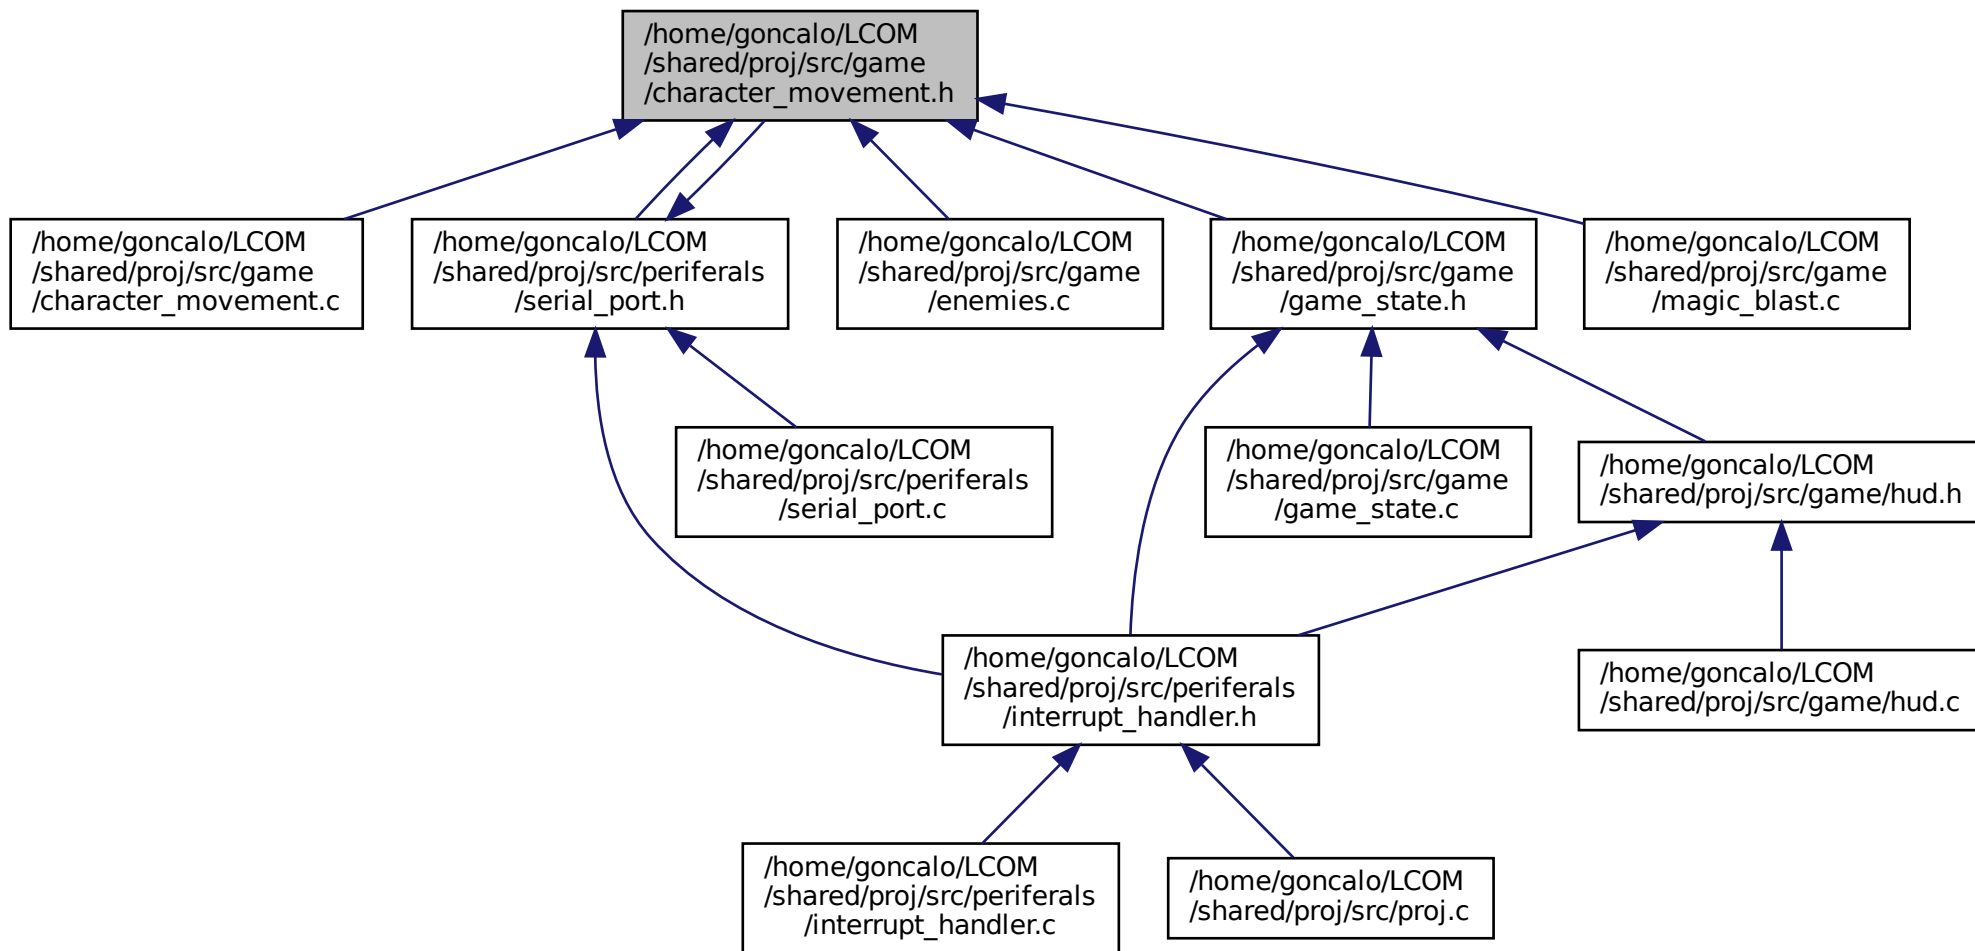 /home/goncalo/LCOM
/shared/proj/src/game
/character_movement.h
/home/goncalo/LCOM
/shared/proj/src/game
/character_movement.c
/home/goncalo/LCOM
/shared/proj/src/periferals
/serial_port.h
/home/goncalo/LCOM
/shared/proj/src/game
/enemies.c
/home/goncalo/LCOM
/shared/proj/src/game
/game_state.h
/home/goncalo/LCOM
/shared/proj/src/game
/magic_blast.c
/home/goncalo/LCOM
/shared/proj/src/periferals
/serial_port.c
/home/goncalo/LCOM
/shared/proj/src/game
/game_state.c
/home/goncalo/LCOM
/shared/proj/src/game/hud.h
/home/goncalo/LCOM
/shared/proj/src/periferals
/interrupt_handler.h
/home/goncalo/LCOM
/shared/proj/src/game/hud.c
/home/goncalo/LCOM
/shared/proj/src/periferals
/interrupt_handler.c
/home/goncalo/LCOM
/shared/proj/src/proj.c